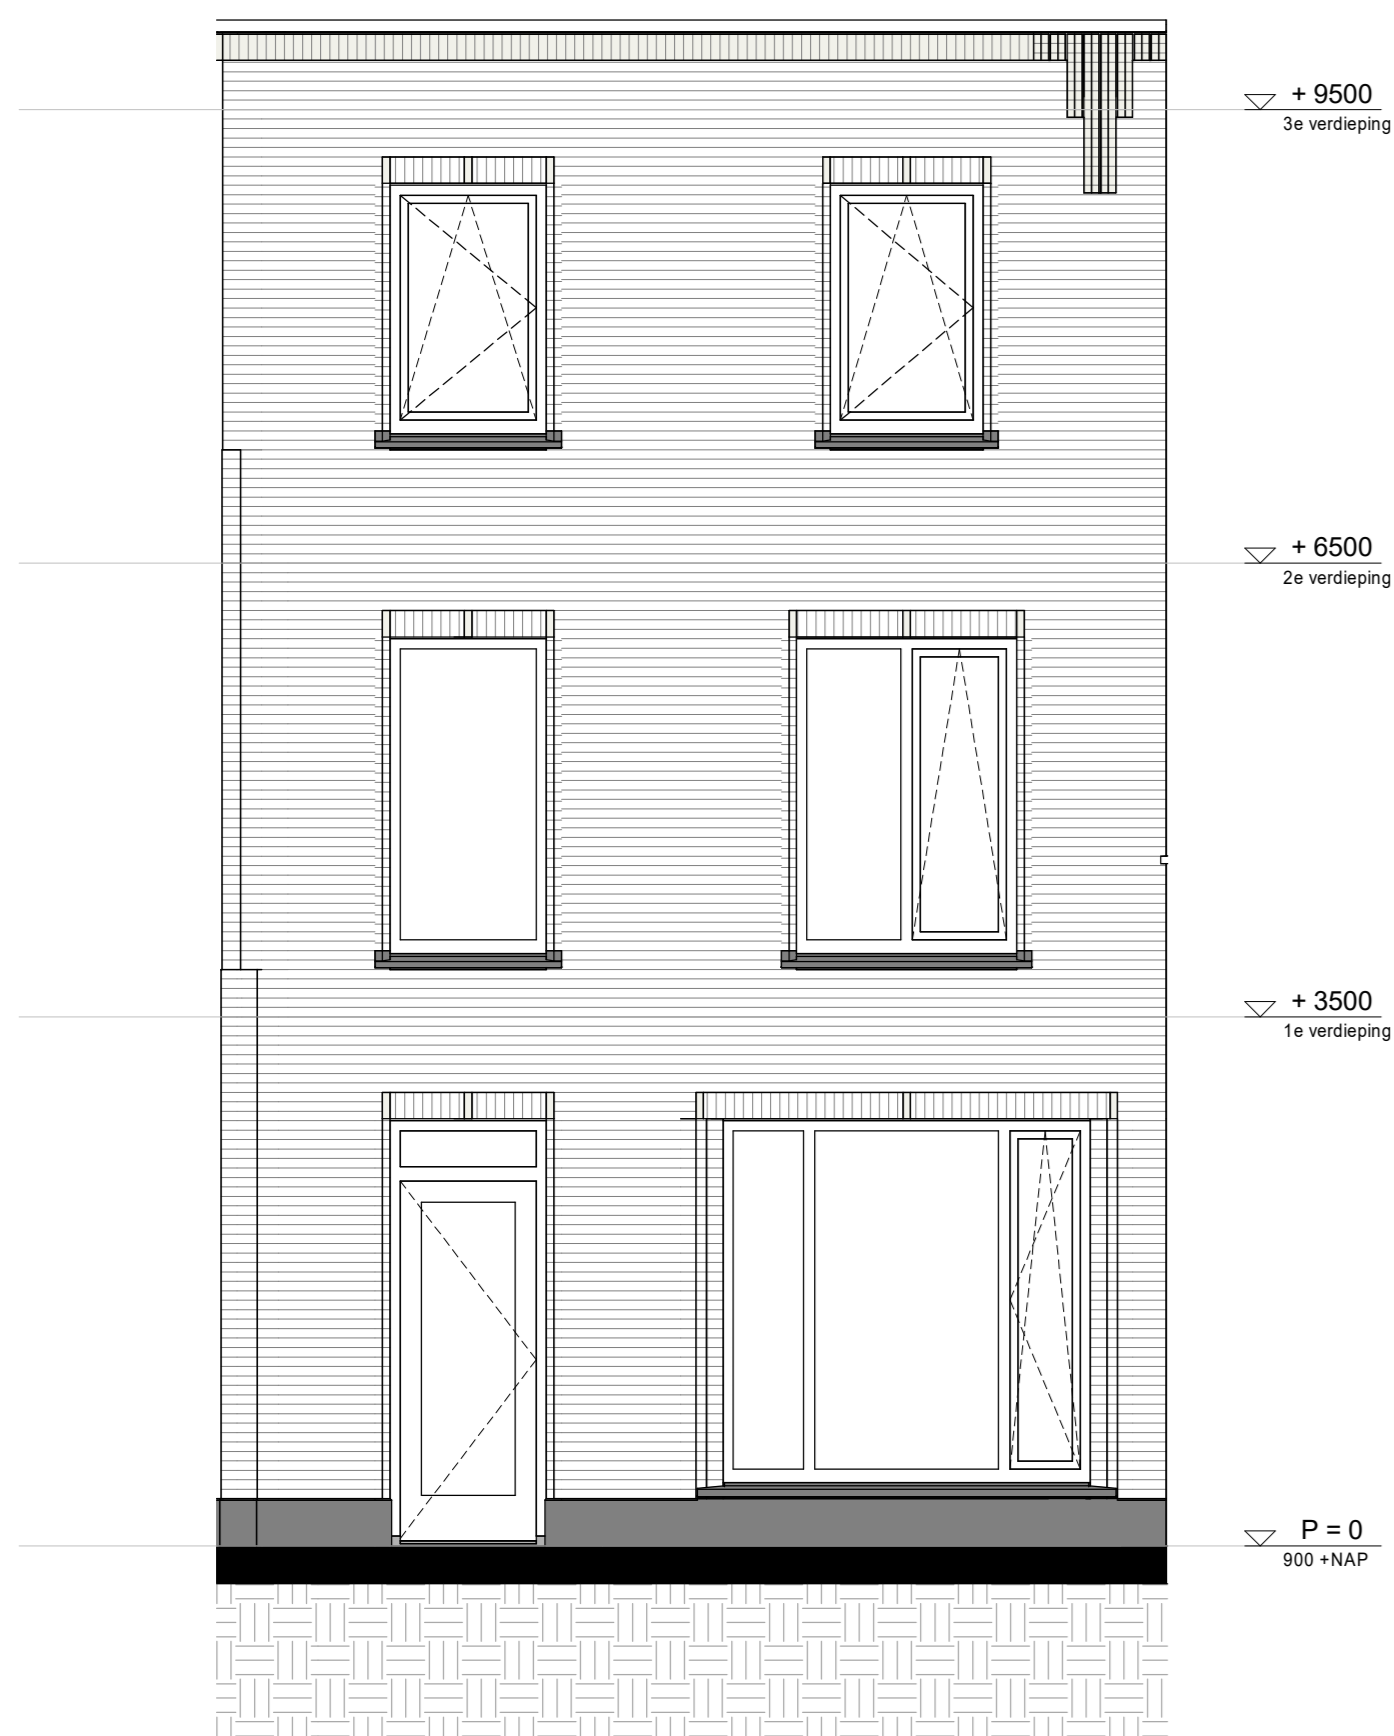 + 9500
3e verdieping
+ 6500
2e verdieping
+ 3500
1e verdieping
P = 0
900 +NAP